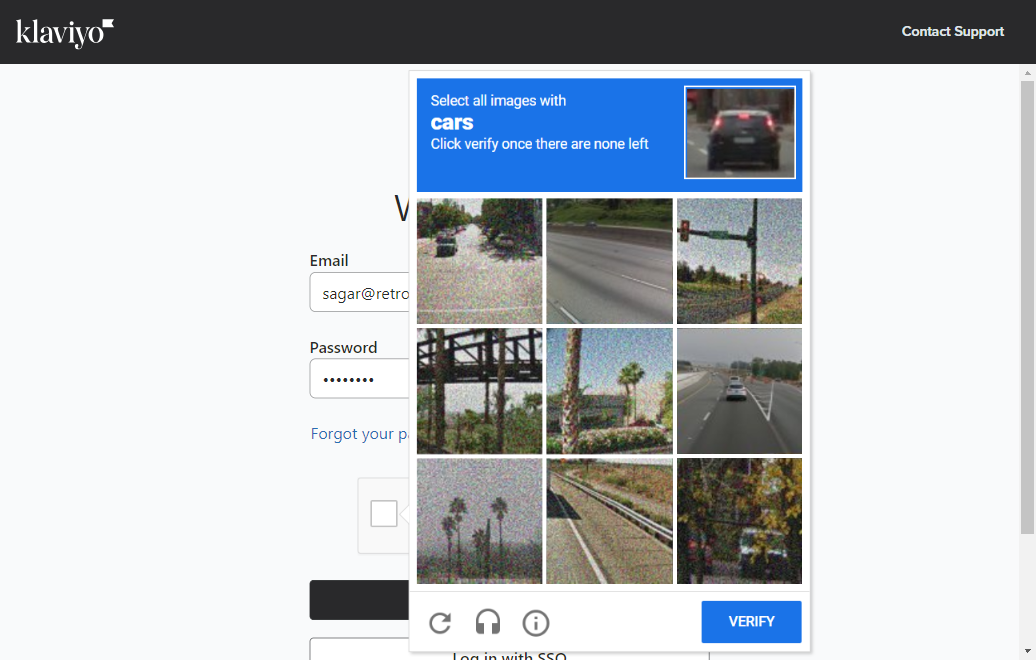 klaviyo
Contact Support
Select all images with
cars
Click verify once there are none left
W
Email
sagar@retro
Password
Forgot your pa
VERIFY
Log in with SSO